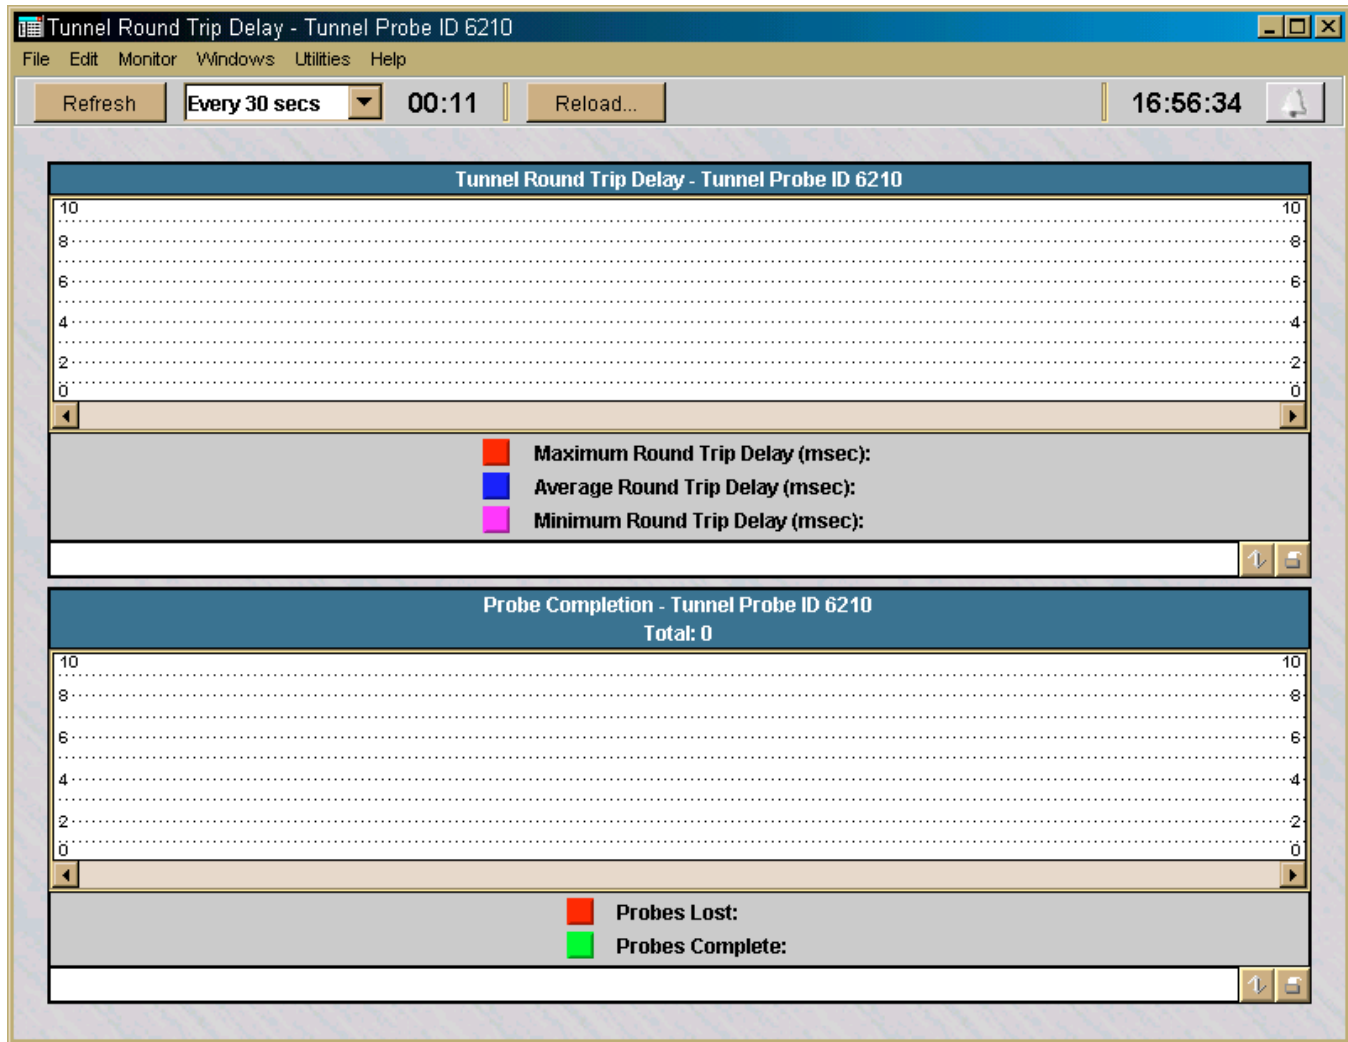 Tunnel Round Trip Delay - Tunnel Probe ID 6210
File Edit Monitor Windows Utilities Help
Refresh Every 30 secs 00:11 Reload... 16:56:34
Tunnel Round Trip Delay - Tunnel Probe ID 6210
10 10
8 8
6 6
4 4
2 2
0 0
Maximum Round Trip Delay (msec):
Average Round Trip Delay (msec):
Minimum Round Trip Delay (msec):
Probe Completion - Tunnel Probe ID 6210
Total: 0
10 10
8 8
6 6
4 4
2 2
0 0
Probes Lost:
Probes Complete: